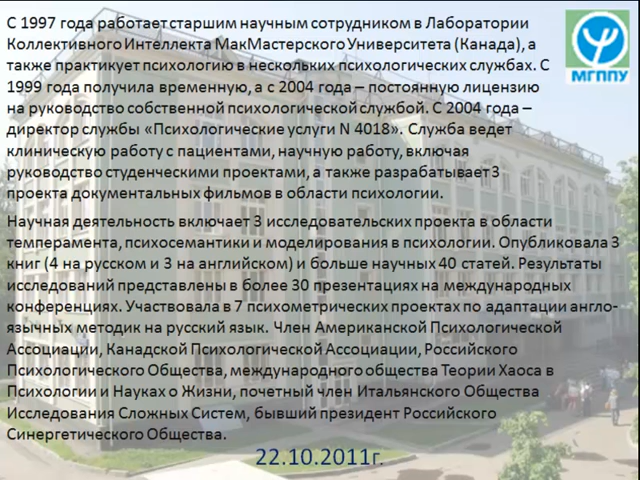 С 1997 года работает старшим научным сотрудником в Лаборатории
Коллективного Интеллекта МакМастерского Университета (Канада), а
также практикует психологию в нескольких психологических службах. С
1999 года получила временную, а с 2004 года – постоянную лицензию
на руководство собственной психологической службой. С 2004 года –
директор службы «Психологические услуги N 4018». Служба ведет
клиническую работу с пациентами, научную работу, включая
руководство студенческими проектами, а также разрабатывает 3
проекта документальных фильмов в области психологии.
Научная деятельность включает 3 исследовательских проекта в области
темперамента, психосемантики и моделирования в психологии. Опубликовала 3
книг (4 на русском и 3 на английском) и больше научных 40 статей. Результаты
исследований представлены в более 30 презентациях на международных
конференциях. Участвовала в 7 психометрических проектах по адаптации англо-
язычных методик на русский язык. Член Американской Психологической
Ассоциации, Канадской Психологической Ассоциации, Российского
Психологического Общества, международного общества Теории Хаоса в
Психологии и Науках о Жизни, почетный член Итальянского Общества
Исследования Сложных Систем, бывший президент Российского
Синергетического Общества.
22.10.2011г.
МГППУ